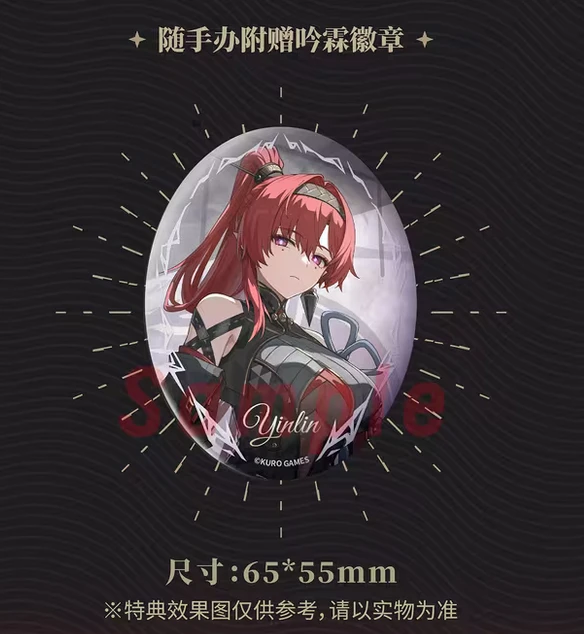 随手办附赠吟霖徽章
Sample
Yinlin
©KURO GAMES
尺寸:65*55mm
※特典效果图仅供参考,请以实物为准